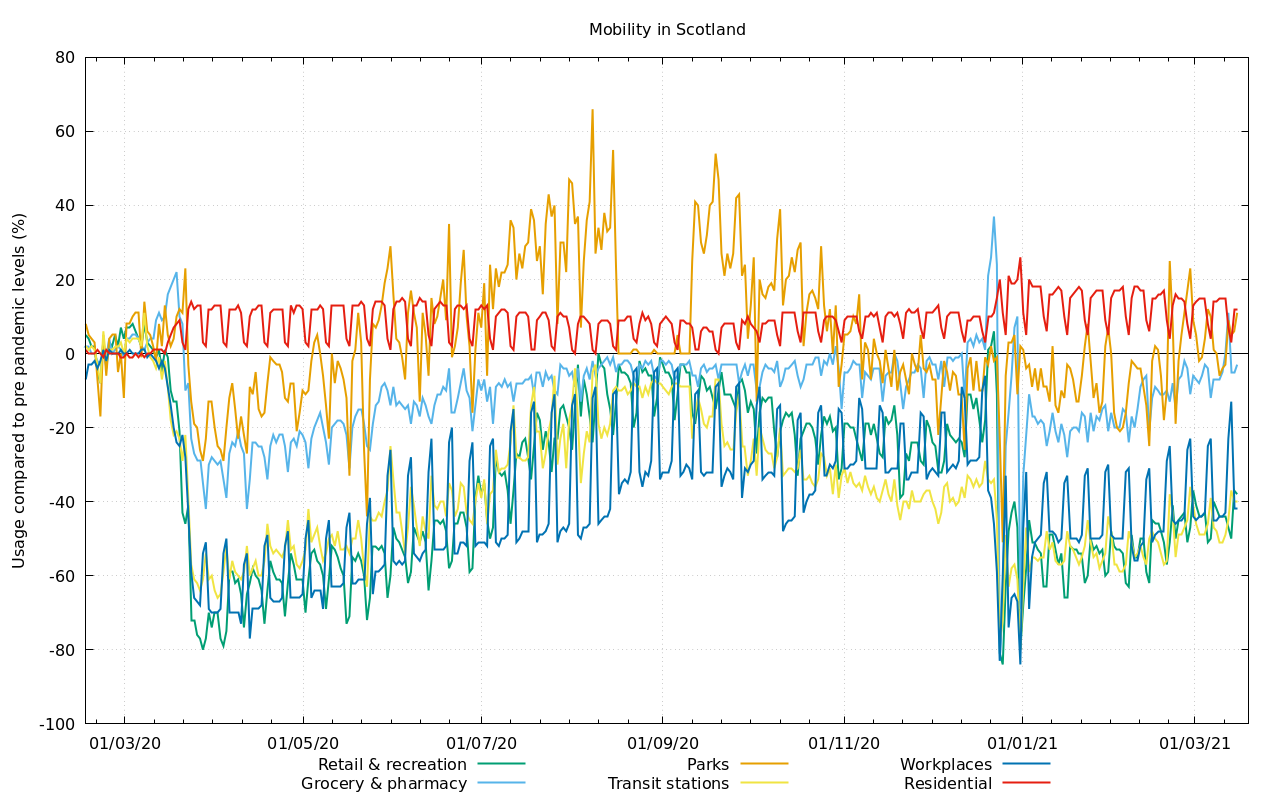 Mobility in Scotland
Usage compared to pre pandemic levels (%)
80
60
40
20
0
-20
-40
-60
-80
-100
01/03/20 01/05/20 01/07/20 01/09/20 01/11/20 01/01/21 01/03/21
Retail & recreation Parks Workplaces
Grocery & pharmacy Transit stations Residential